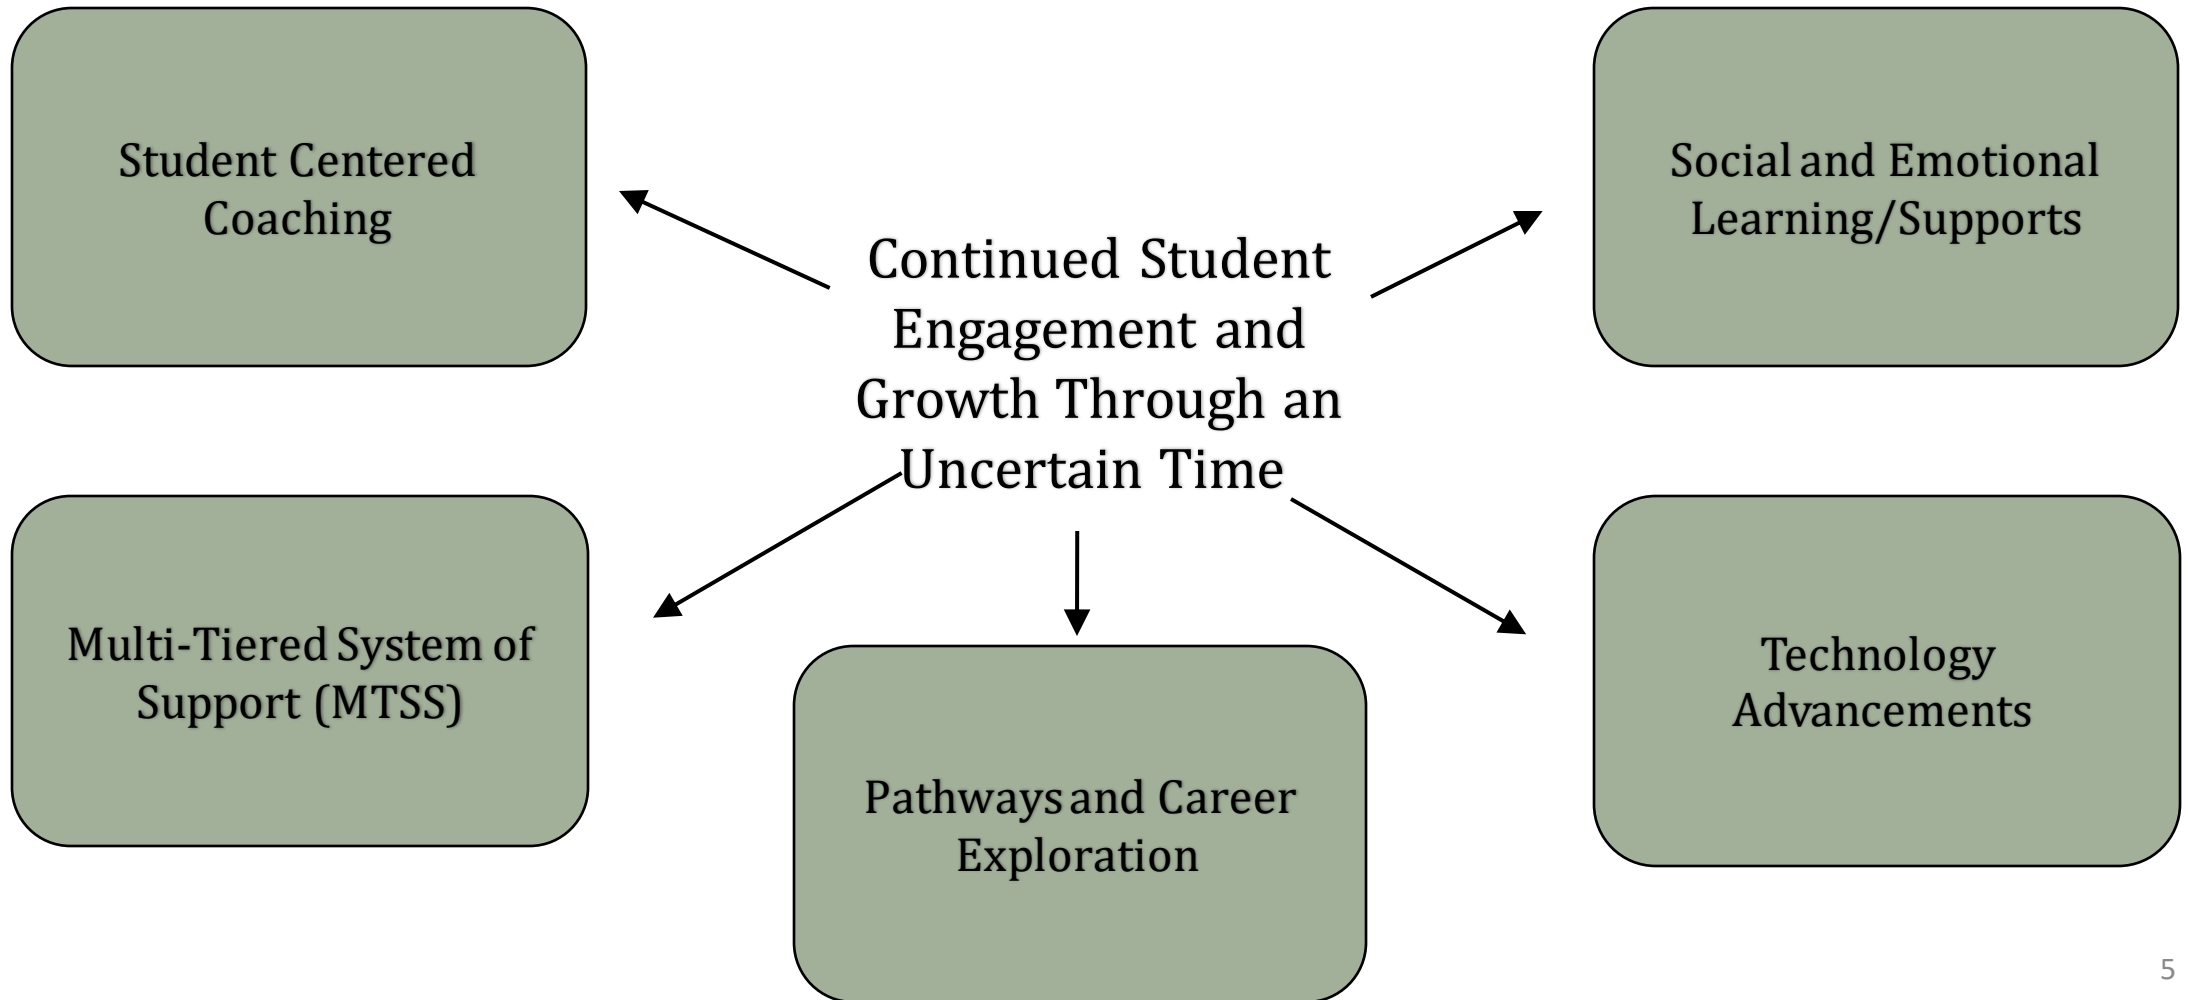 Student Centered
Coaching
Social and Emotional
Learning/Supports
Continued Student
Engagement and
Growth Through an
Uncertain Time
Multi-Tiered System of
Support (MTSS)
Technology
Advancements
Pathways and Career
Exploration
5